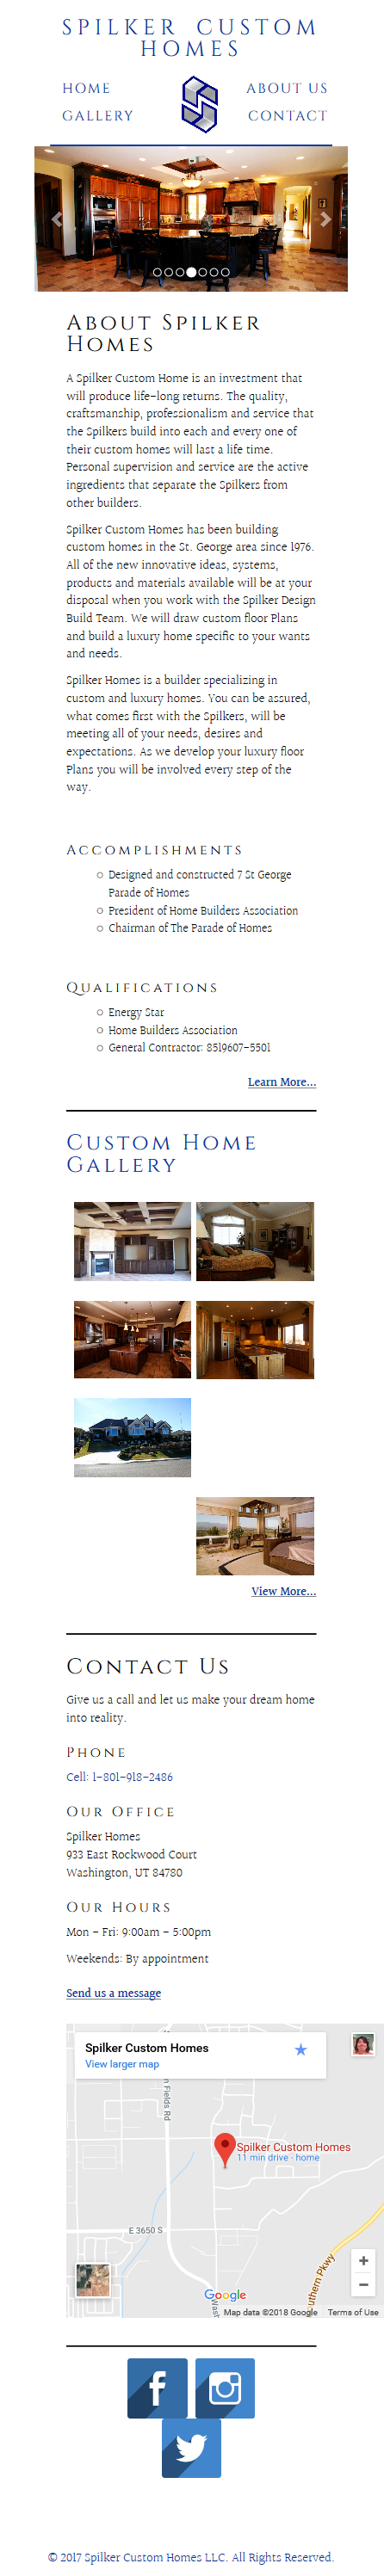 SPILKER CUSTOM
HOMES
HOME
ABOUT US
GALLERY
CONTACT
About Spilker
Homes
A Spilker Custom Home is an investment that
will produce life-long returns. The quality,
craftsmanship, professionalism and service that
the Spilkers build into each and every one of
their custom homes will last a life time.
Personal supervision and service are the active
ingredients that separate the Spilkers from
other builders.
Spilker Custom Homes has been building
custom homes in the St. George area since 1976.
All of the new innovative ideas, systems,
products and materials available will be at your
disposal when you work with the Spilker Design
Build Team. We will draw custom floor Plans
and build a luxury home specific to your wants
and needs.
Spilker Homes is a builder specializing in
custom and luxury homes. You can be assured,
what comes first with the Spilkers, will be
meeting all of your needs, desires and
expectations. As we develop your luxury floor
Plans you will be involved every step of the
way.
Accomplishments
Designed and constructed 7 St George
Parade of Homes
President of Home Builders Association
Chairman of The Parade of Homes
Qualifications
Energy Star
Home Builders Association
General Contractor: 8519607-5501
Learn More...
Custom Home
Gallery
View More...
Contact Us
Give us a call and let us make your dream home
into reality.
Phone
Cell: 1-801-918-2486
Our Office
Spilker Homes
933 East Rockwood Court
Washington, UT 84780
Our Hours
Mon - Fri: 9:00am - 5:00pm
Weekends: By appointment
Send us a message
Spilker Custom Homes
View larger map
n Fields Rd
Spilker Custom Homes
11 min drive · home
E 3650 S
uthern Pkwy
Google
Wash
Map data ©2018 Google Terms of Use
© 2017 Spilker Custom Homes LLC. All Rights Reserved.